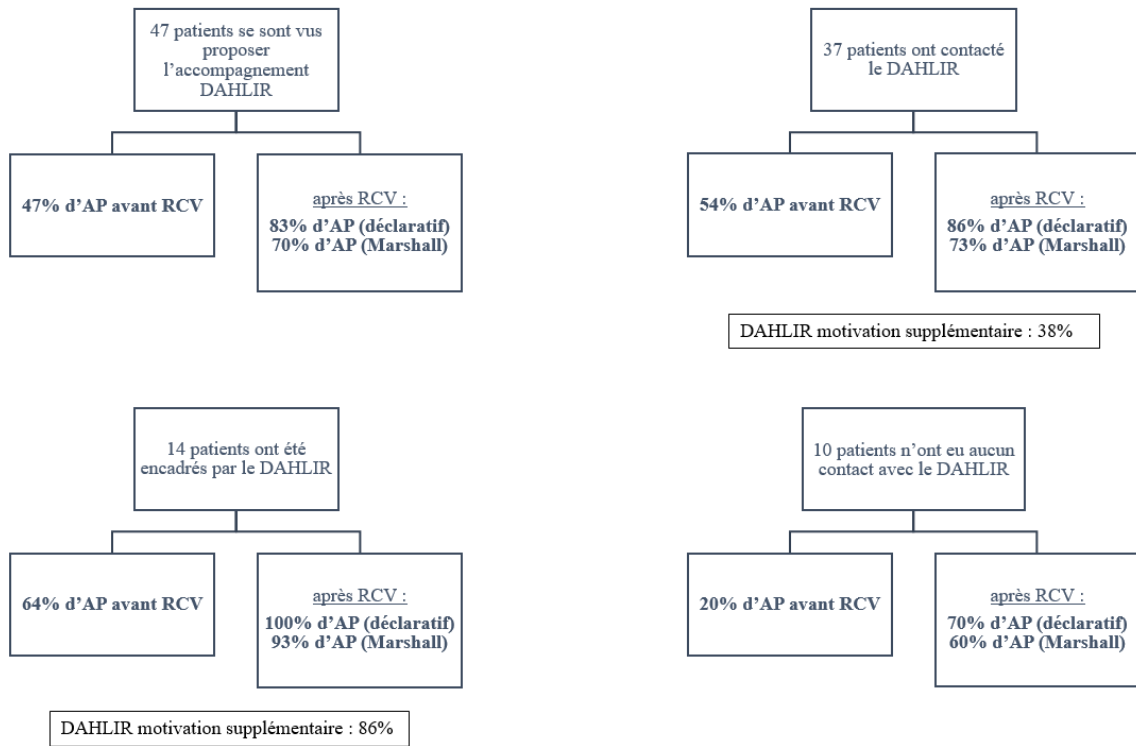 47 patients se sont vus
proposer
l’accompagnement
DAHLIR
47% d’AP avant RCV
après RCV :
83% d’AP (déclaratif)
70% d’AP (Marshall)
37 patients ont contacté
le DAHLIR
54% d’AP avant RCV
après RCV :
86% d’AP (déclaratif)
73% d’AP (Marshall)
DAHLIR motivation supplémentaire : 38%
14 patients ont été
encadrés par le DAHLIR
64% d’AP avant RCV
après RCV :
100% d’AP (déclaratif)
93% d’AP (Marshall)
DAHLIR motivation supplémentaire : 86%
10 patients n’ont eu aucun
contact avec le DAHLIR
20% d’AP avant RCV
après RCV :
70% d’AP (déclaratif)
60% d’AP (Marshall)